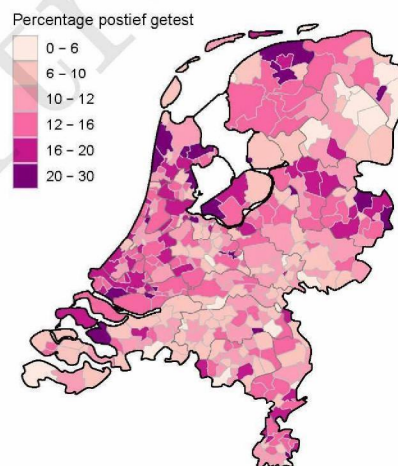 Percentage postief getest
0 – 6
6 – 10
10 – 12
12 – 16
16 – 20
20 – 30